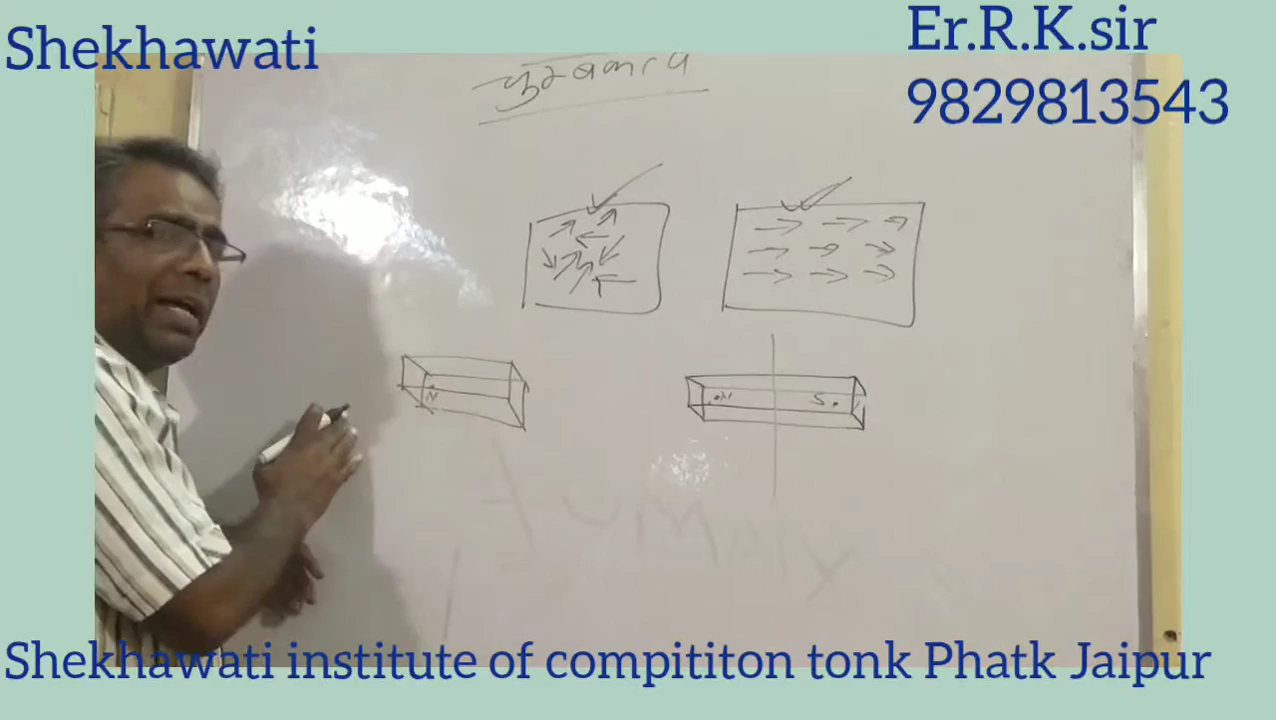 Shekhawati
Er.R.K.sir
9829813543
N
N S
Shekhawati institute of compititon tonk Phatk Jaipur